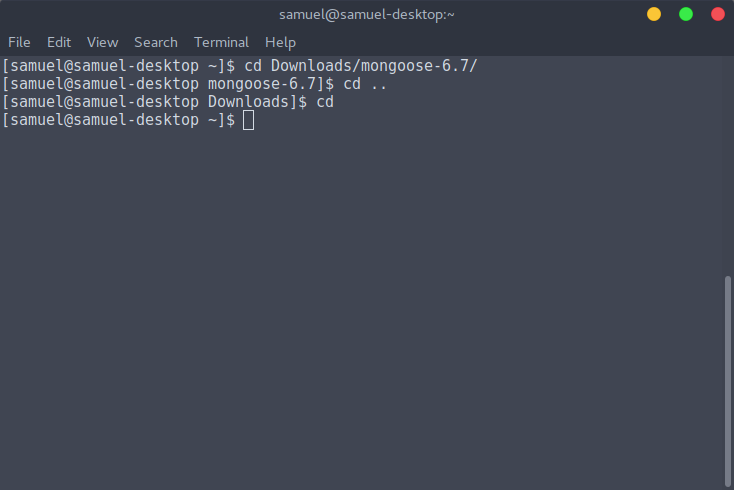 samuel@samuel-desktop:~
File Edit View Search Terminal Help
[samuel@samuel-desktop ~]$ cd Downloads/mongoose-6.7/
[samuel@samuel-desktop mongoose-6.7]$ cd ..
[samuel@samuel-desktop Downloads]$ cd
[samuel@samuel-desktop ~]$